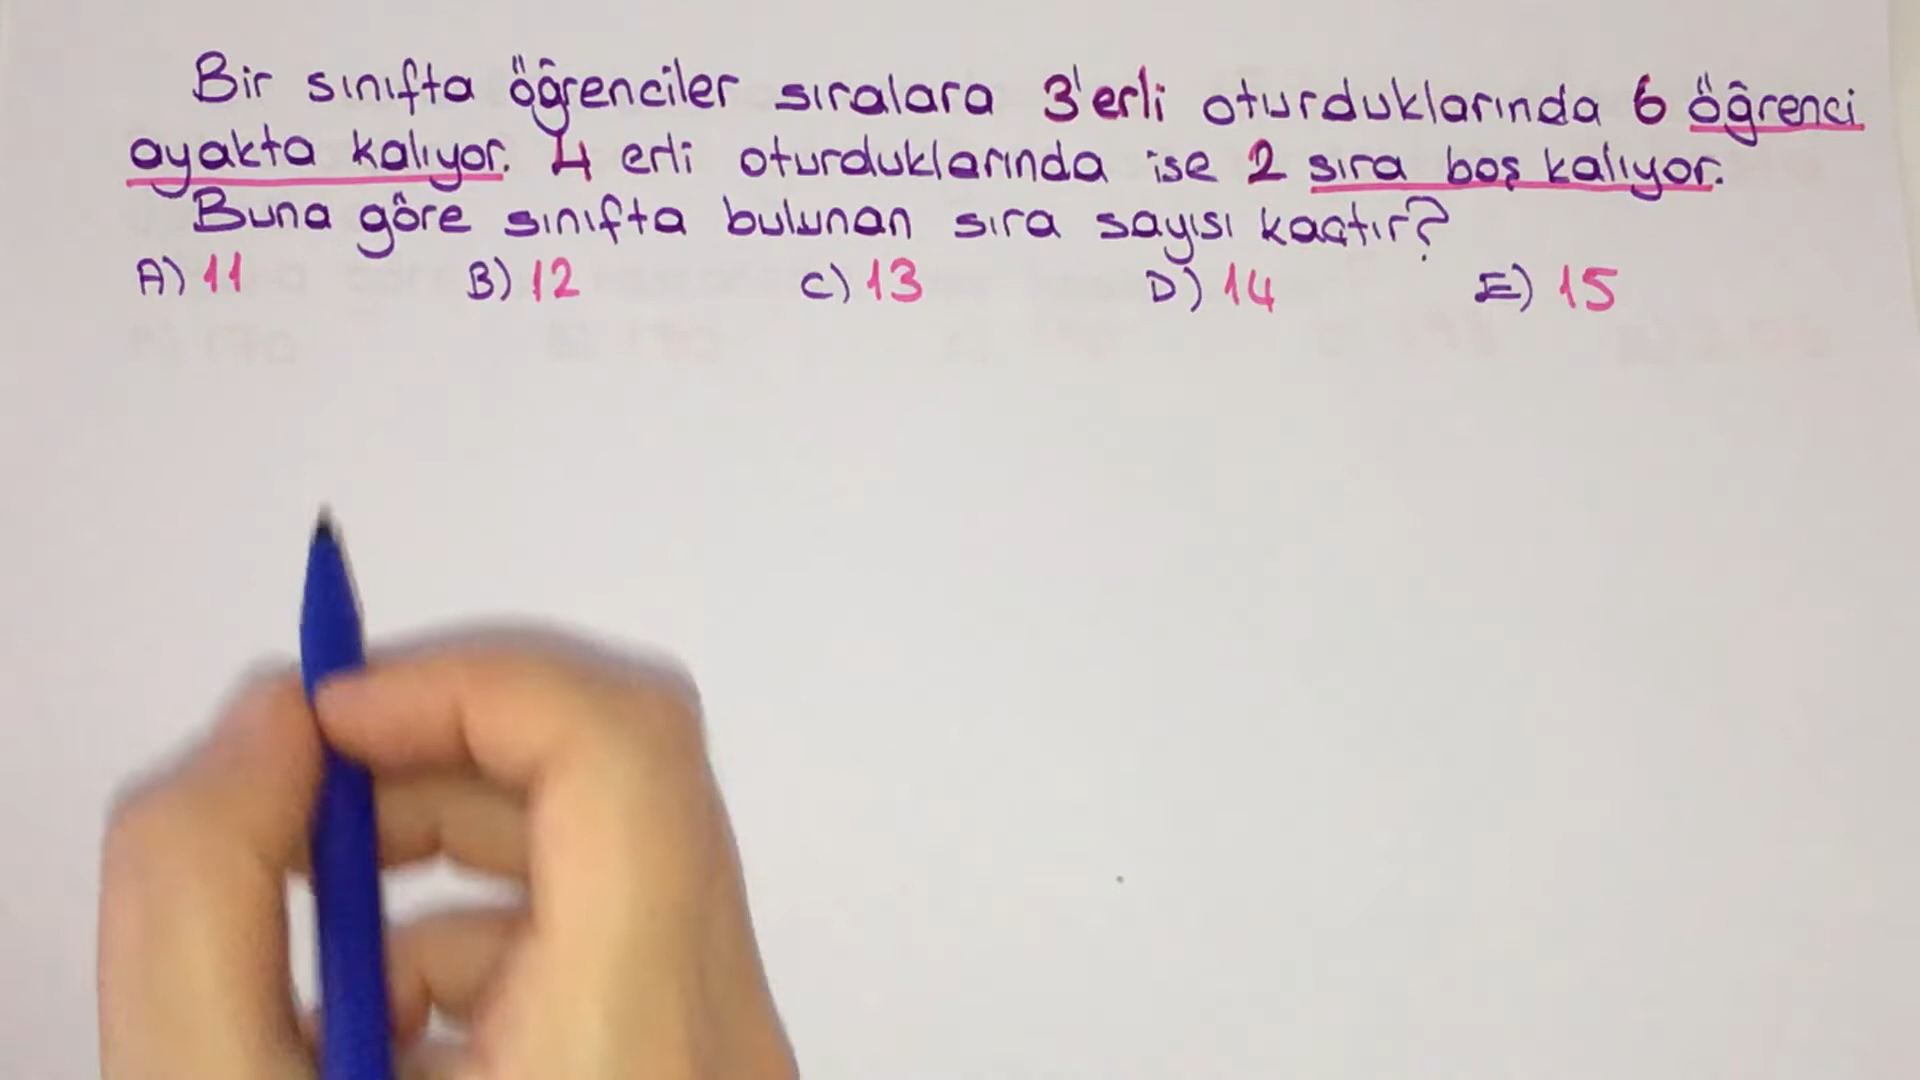 Bir sınıfta öğrenciler sıralara 3'erli oturduklarında 6 öğrenci
ayakta kalıyor. 4 erli oturduklarında ise 2 sıra boş kalıyor.
Buna göre sınıfta bulunan sıra sayısı kaçtır?
A) 11 B) 12 C) 13 D) 14 E) 15